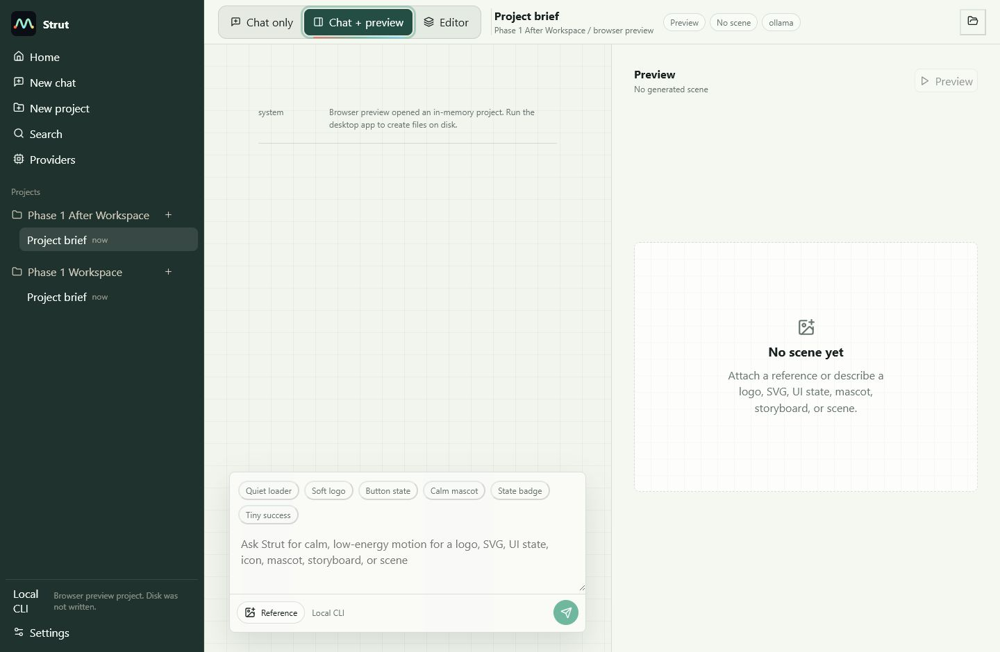 Strut
Home
New chat
New project
Search
Providers
Projects
Phase 1 After Workspace +
Project brief now
Phase 1 Workspace +
Project brief now
Local CLI
Browser preview project. Disk was
not written.
Settings
Chat only
Chat + preview
Editor
Project brief
Phase 1 After Workspace / browser preview
Preview
No scene
ollama
system
Browser preview opened an in-memory project. Run the
desktop app to create files on disk.
Quiet loader
Soft logo
Button state
Calm mascot
State badge
Tiny success
Ask Strut for calm, low-energy motion for a logo, SVG, UI state,
icon, mascot, storyboard, or scene
Reference
Local CLI
Preview
No generated scene
Preview
No scene yet
Attach a reference or describe a
logo, SVG, UI state, mascot,
storyboard, or scene.